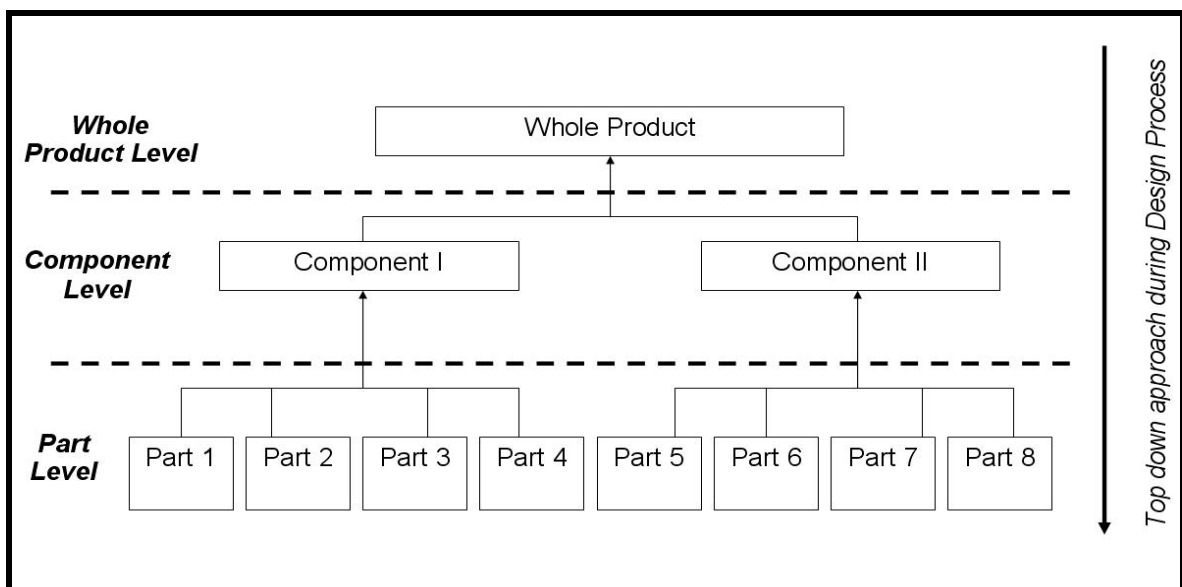 Whole
Product Level
Whole Product
Component
Level
Component I
Component II
Part
Level
Part 1
Part 2
Part 3
Part 4
Part 5
Part 6
Part 7
Part 8
Top down approach during Design Process